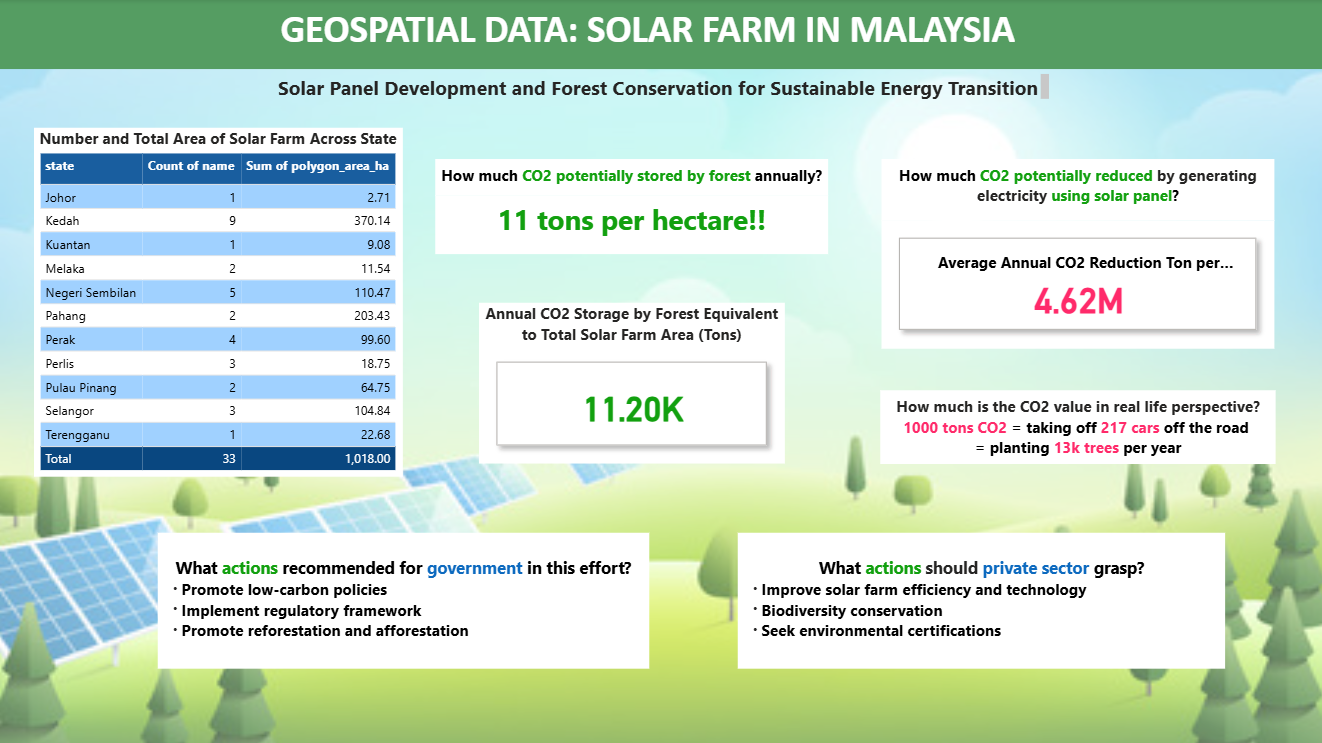 GEOSPATIAL DATA: SOLAR FARM IN MALAYSIA
Solar Panel Development and Forest Conservation for Sustainable Energy Transition
Number and Total Area of Solar Farm Across State
state Count of name Sum of polygon_area_ha
Johor 1 2.71
Kedah 9 370.14
Kuantan 1 9.08
Melaka 2 11.54
Negeri Sembilan 5 110.47
Pahang 2 203.43
Perak 4 99.60
Perlis 3 18.75
Pulau Pinang 2 64.75
Selangor 3 104.84
Terengganu 1 22.68
Total 33 1,018.00
How much CO2 potentially stored by forest annually?
11 tons per hectare!!
Annual CO2 Storage by Forest Equivalent
to Total Solar Farm Area (Tons)
11.20K
How much CO2 potentially reduced by generating
electricity using solar panel?
Average Annual CO2 Reduction Ton per...
4.62M
How much is the CO2 value in real life perspective?
1000 tons CO2 = taking off 217 cars off the road
= planting 13k trees per year
What actions recommended for government in this effort?
· Promote low-carbon policies
· Implement regulatory framework
· Promote reforestation and afforestation
What actions should private sector grasp?
· Improve solar farm efficiency and technology
· Biodiversity conservation
· Seek environmental certifications